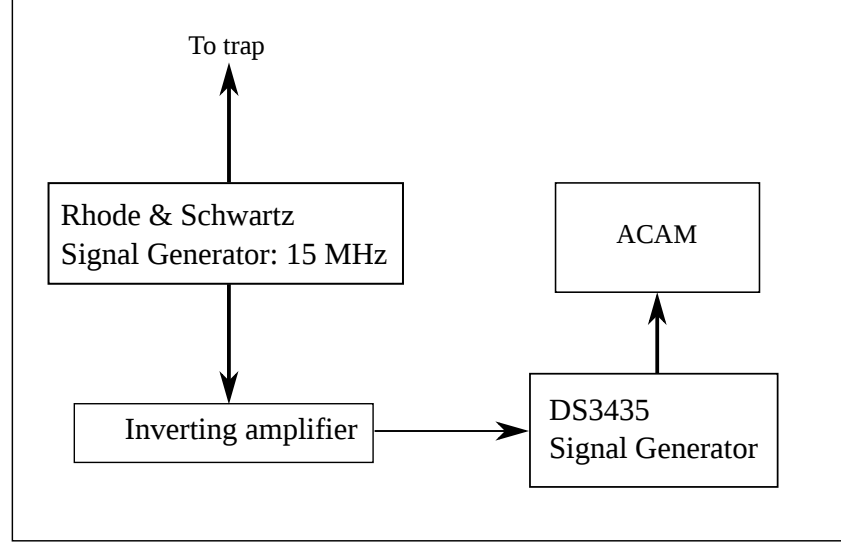 To trap
Rhode & Schwartz
Signal Generator: 15 MHz
ACAM
Inverting amplifier
DS3435
Signal Generator